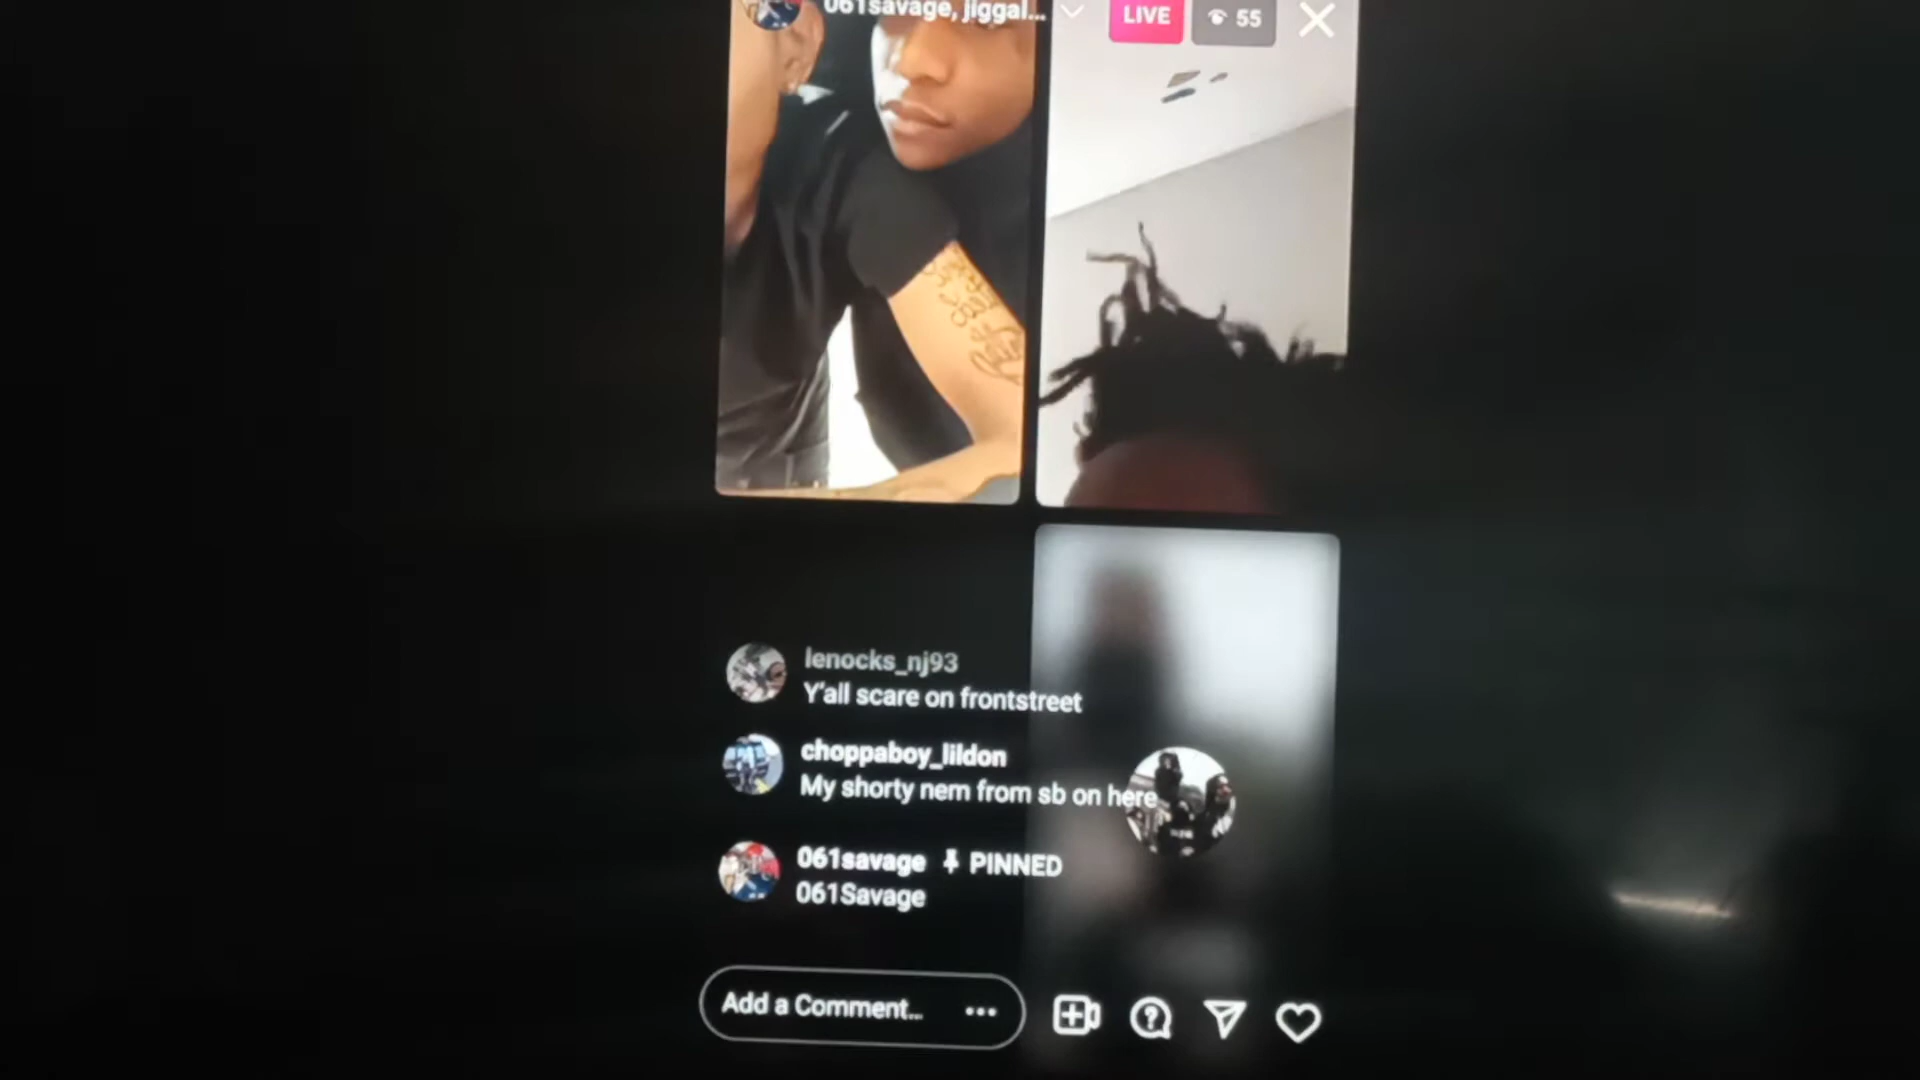 061savage, jiggal...
LIVE
55
lenocks_nj93
Y'all scare on frontstreet
choppaboy_lildon
My shorty nem from sb on here
061savage PINNED
061Savage
Add a Comment...